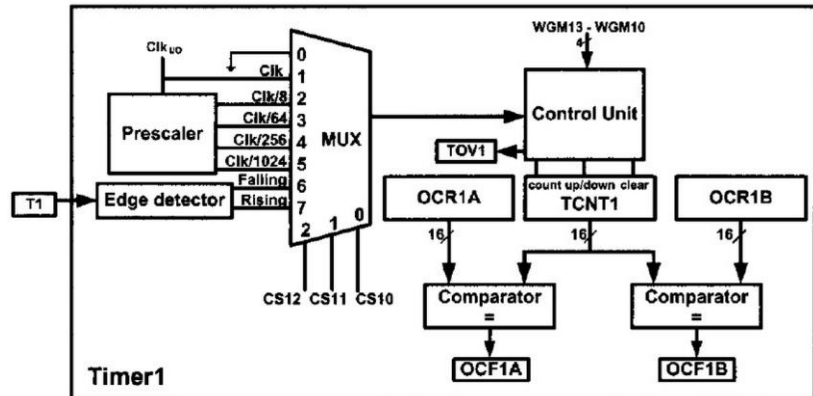 Clk I/O
WGM13 - WGM10
4
0
Clk
1
Clk/8
2
Prescaler
Clk/64
3
Clk/256
4
MUX
Clk/1024
5
Falling
6
Rising
7
T1
Edge detector
2 1 0
CS12 CS11 CS10
Control Unit
TOV1
count up/down clear
OCR1A
TCNT1
OCR1B
16
16
16
Comparator
=
Comparator
=
OCF1A
OCF1B
Timer1